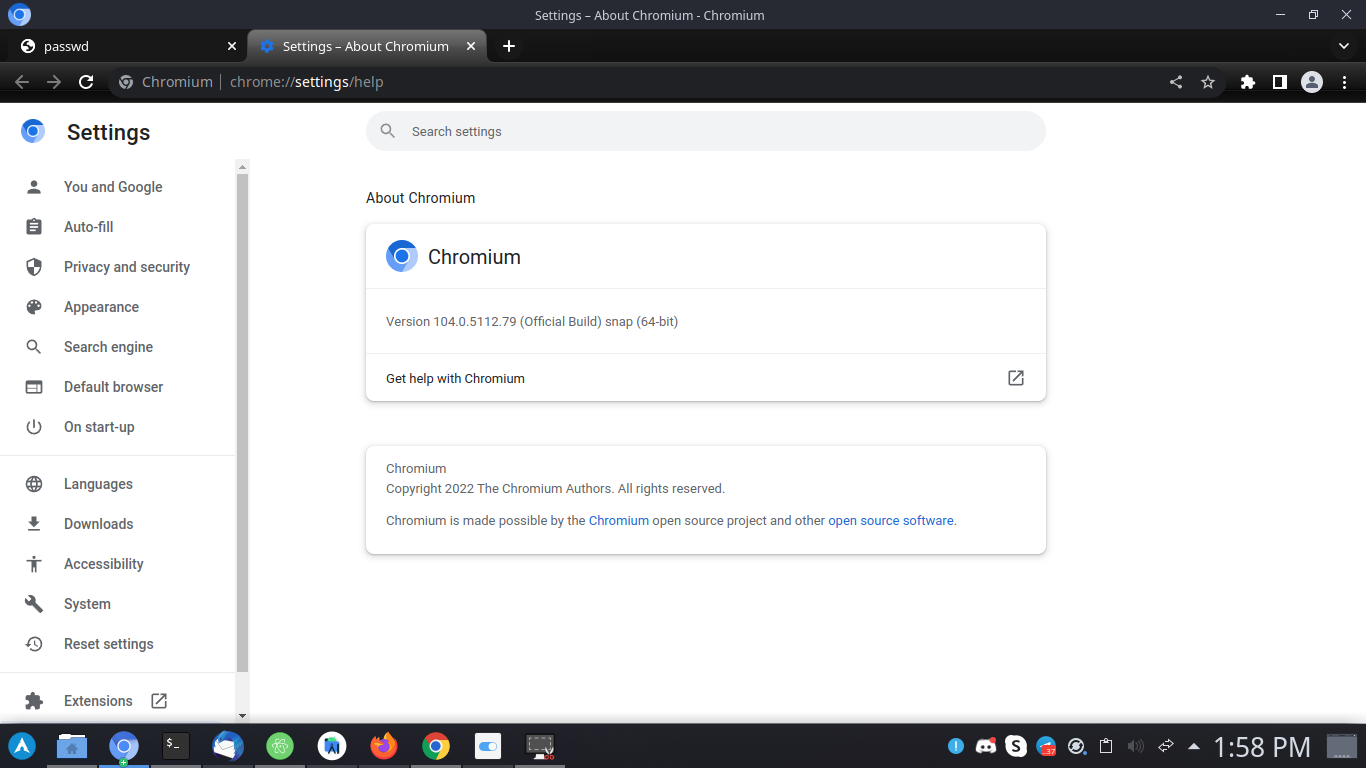 Settings – About Chromium - Chromium
passwd
Settings – About Chromium
Chromium | chrome://settings/help
Settings
Search settings
You and Google
Auto-fill
Privacy and security
Appearance
Search engine
Default browser
On start-up
Languages
Downloads
Accessibility
System
Reset settings
Extensions
About Chromium
Chromium
Version 104.0.5112.79 (Official Build) snap (64-bit)
Get help with Chromium
Chromium
Copyright 2022 The Chromium Authors. All rights reserved.
Chromium is made possible by the Chromium open source project and other open source software.
$_
S
37
1:58 PM